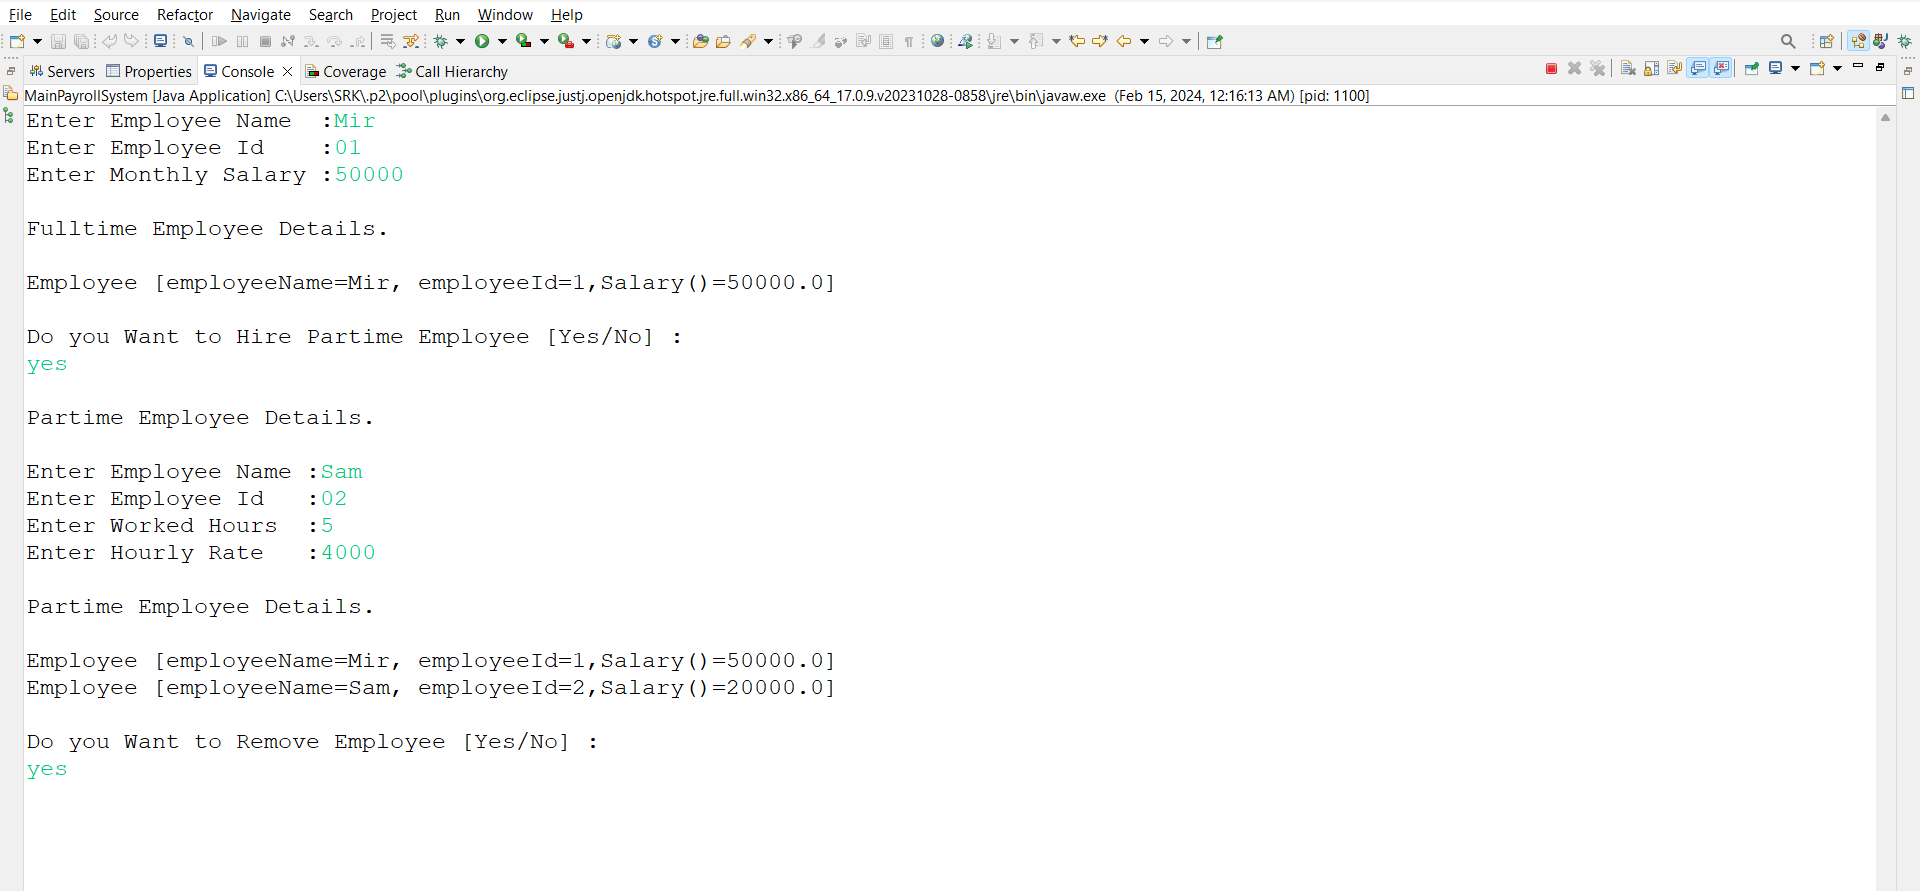 File Edit Source Refactor Navigate Search Project Run Window Help
Servers Properties Console Coverage Call Hierarchy
MainPayrollSystem [Java Application] C:\Users\SRK\.p2\pool\plugins\org.eclipse.justj.openjdk.hotspot.jre.full.win32.x86_64_17.0.9.v20231028-0858\jre\bin\javaw.exe (Feb 15, 2024, 12:16:13 AM) [pid: 1100]
Enter Employee Name  :Mir
Enter Employee Id    :01
Enter Monthly Salary :50000
Fulltime Employee Details.
Employee [employeeName=Mir, employeeId=1,Salary()=50000.0]
Do you Want to Hire Partime Employee [Yes/No] :
yes
Partime Employee Details.
Enter Employee Name :Sam
Enter Employee Id   :02
Enter Worked Hours  :5
Enter Hourly Rate   :4000
Partime Employee Details.
Employee [employeeName=Mir, employeeId=1,Salary()=50000.0]
Employee [employeeName=Sam, employeeId=2,Salary()=20000.0]
Do you Want to Remove Employee [Yes/No] :
yes